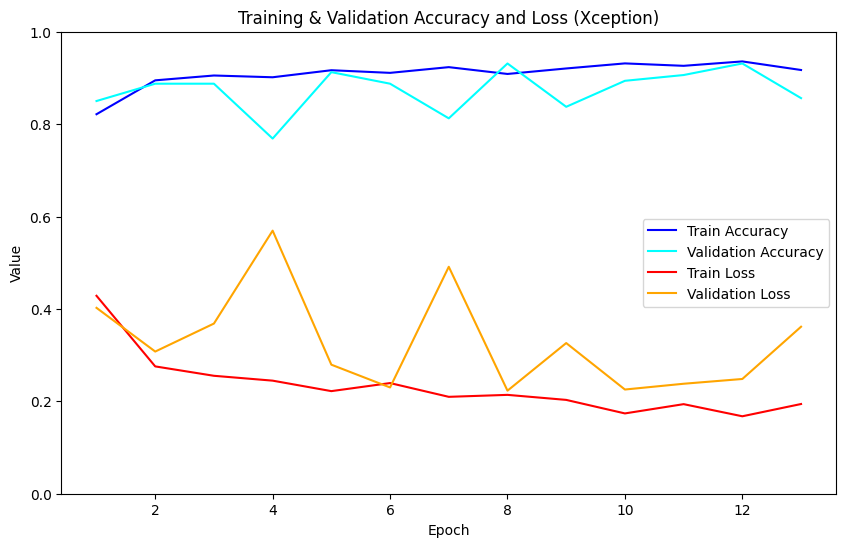 Training & Validation Accuracy and Loss (Xception)
1.0
0.8
0.6
0.4
0.2
0.0
Value
Train Accuracy
Validation Accuracy
Train Loss
Validation Loss
2 4 6 8 10 12
Epoch